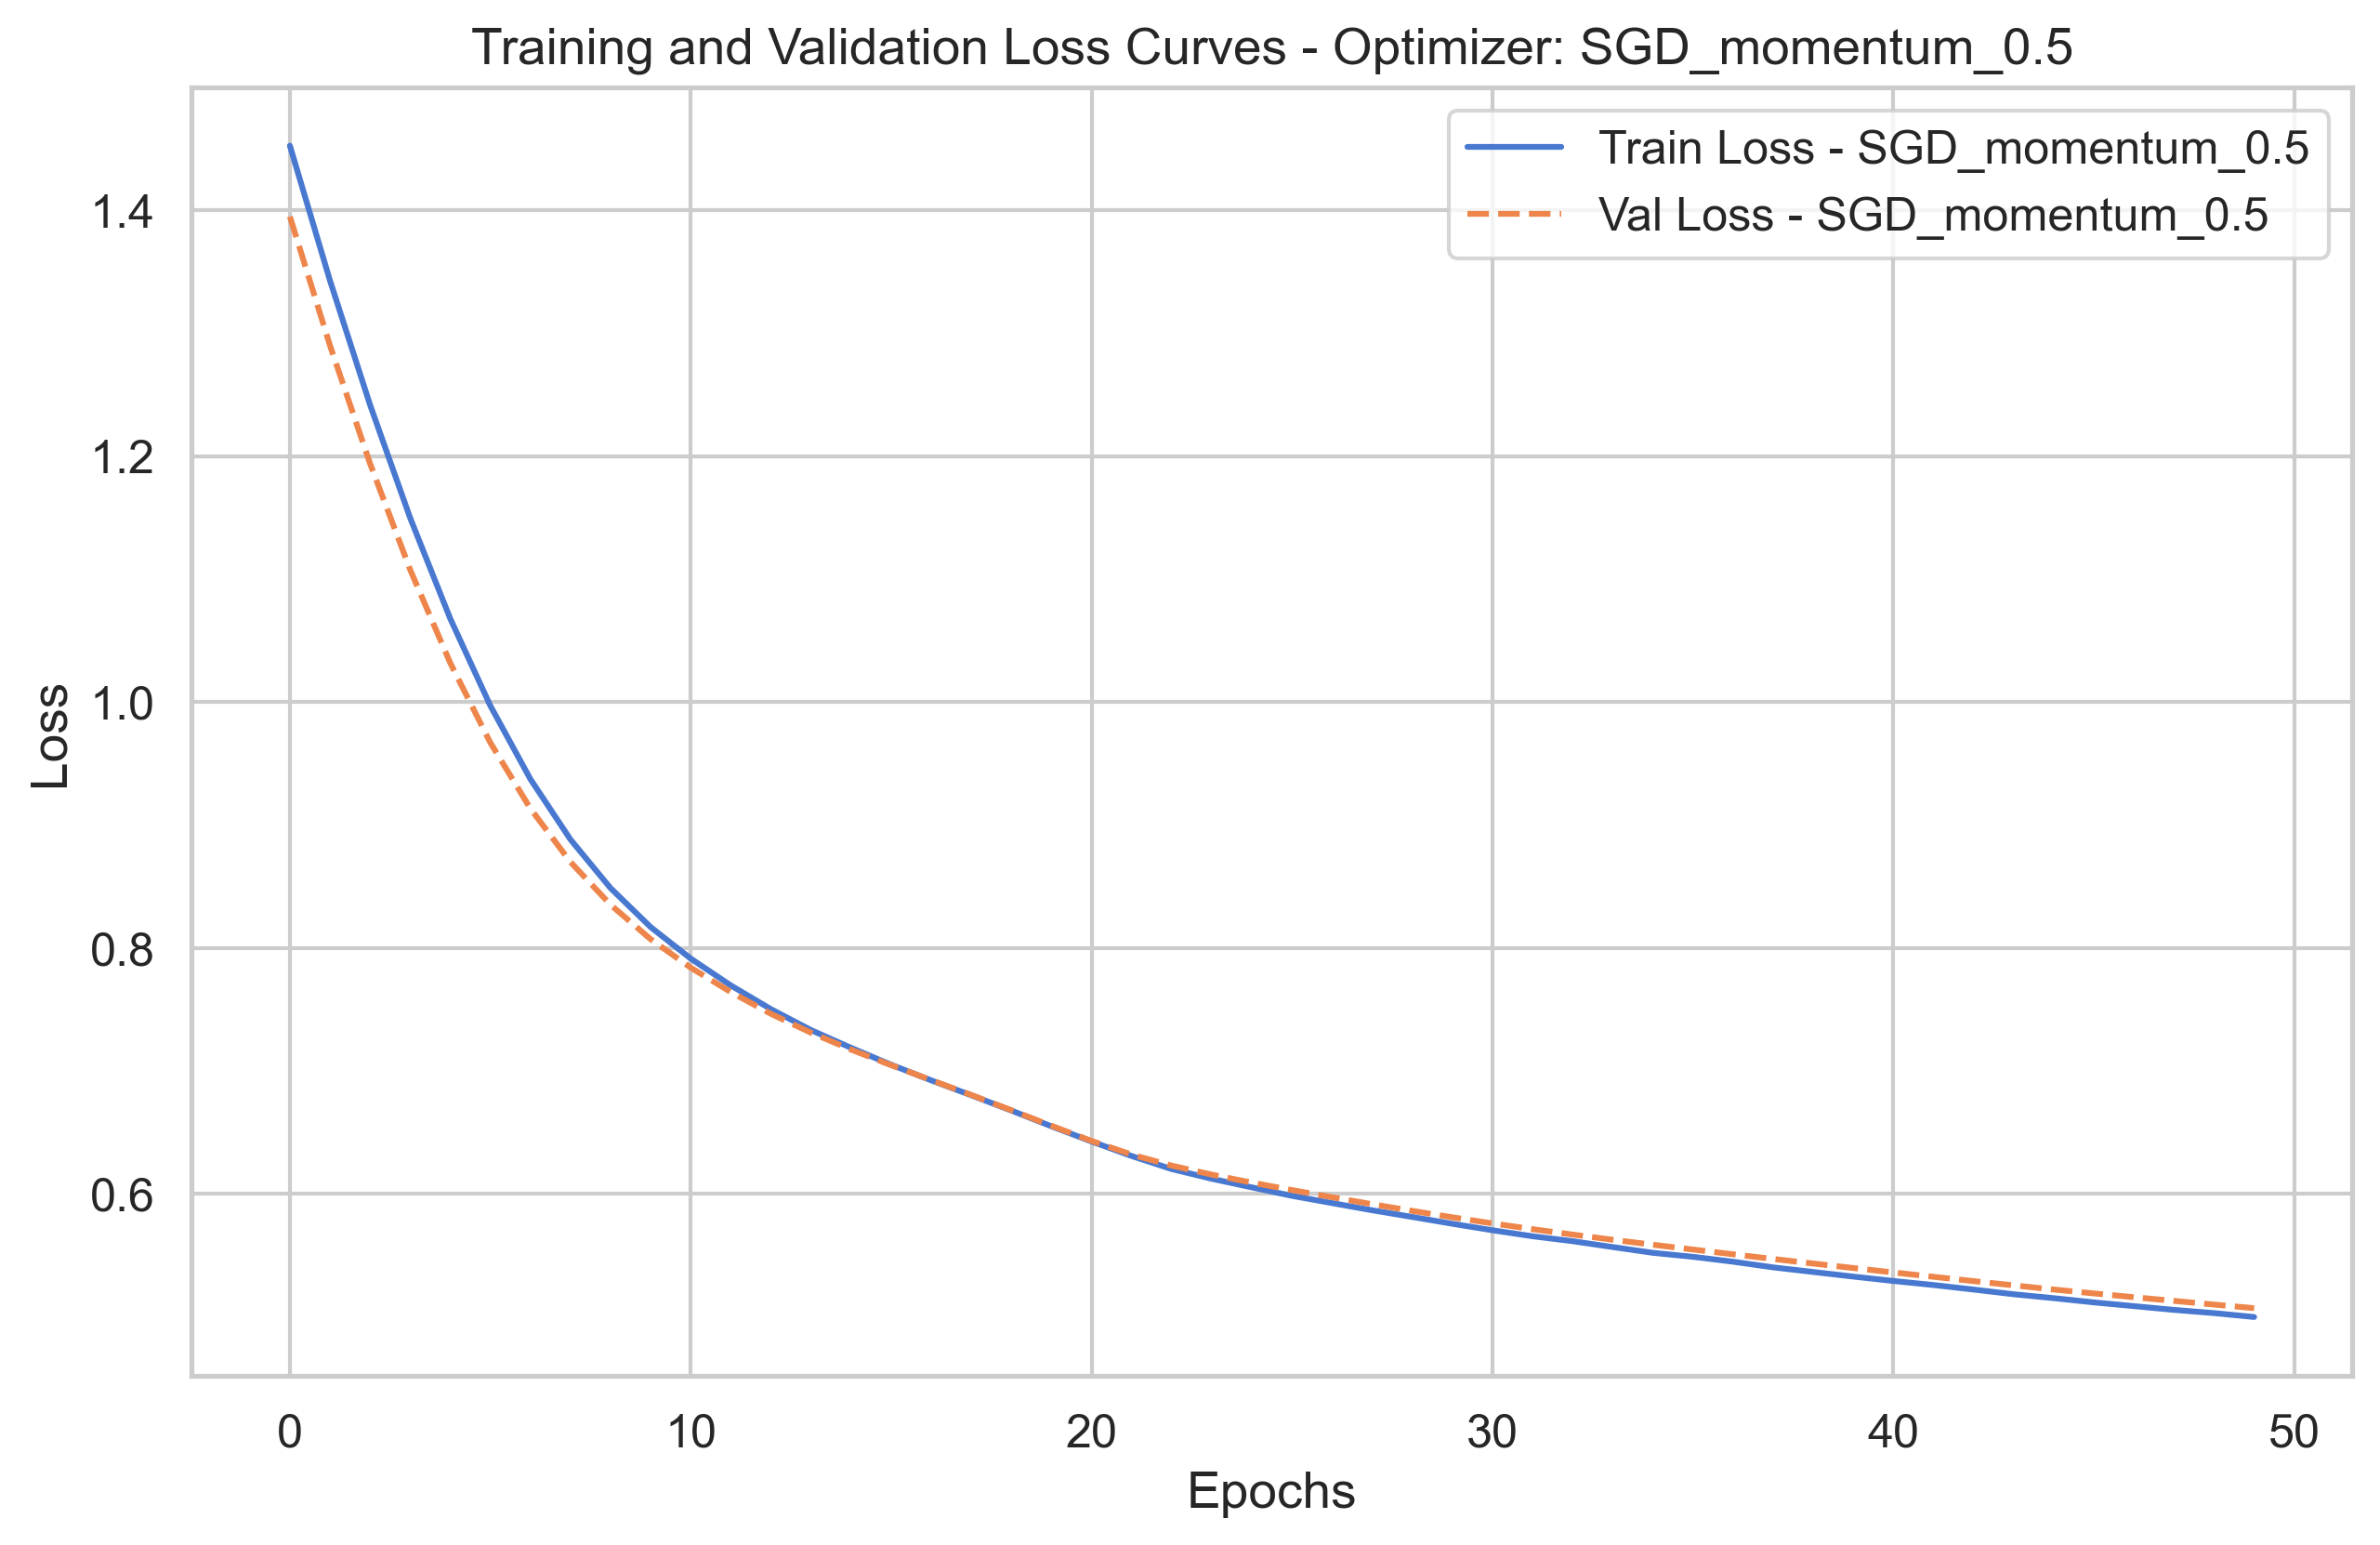 Training and Validation Loss Curves - Optimizer: SGD_momentum_0.5
Train Loss - SGD_momentum_0.5
Val Loss - SGD_momentum_0.5
Loss
1.4
1.2
1.0
0.8
0.6
0 10 20 30 40 50
Epochs